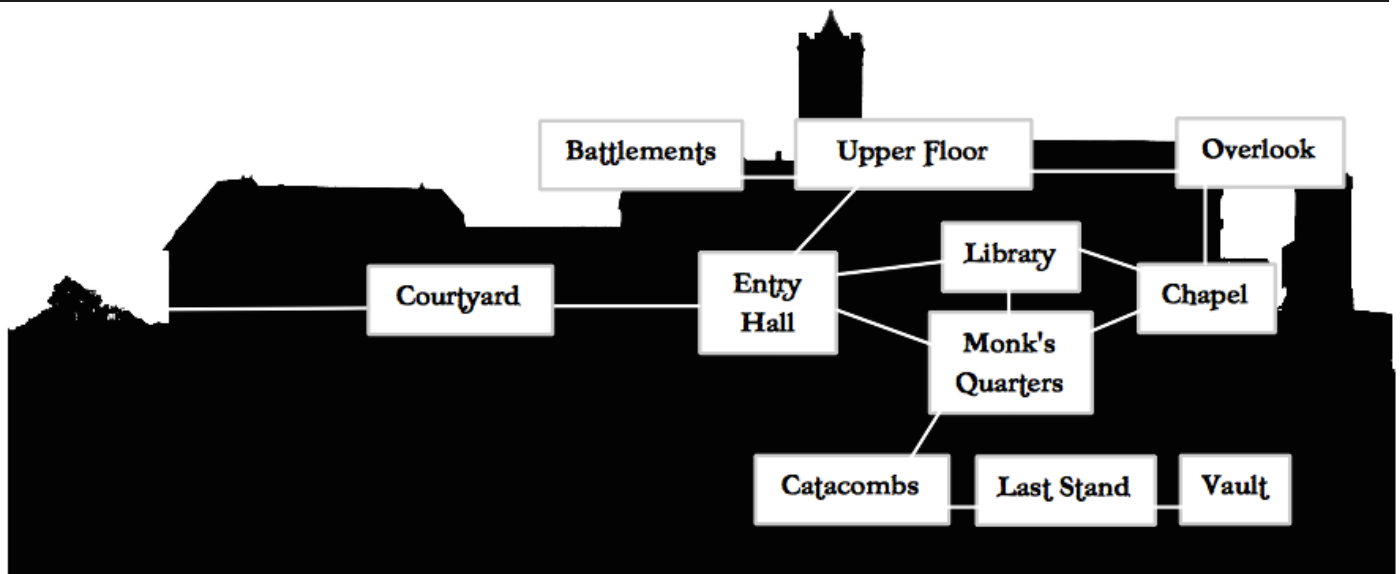 Battlements
Upper Floor
Overlook
Library
Entry
Hall
Courtyard
Chapel
Monk's
Quarters
Catacombs
Last Stand
Vault